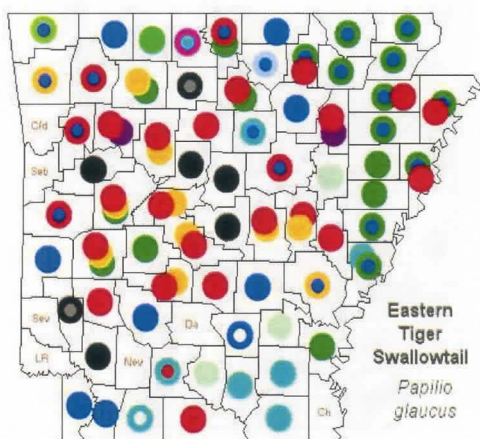 Cfd
Seb
Sev
LR
Nev
Da
Ch
Eastern
Tiger
Swallowtail
Papilio
glaucus